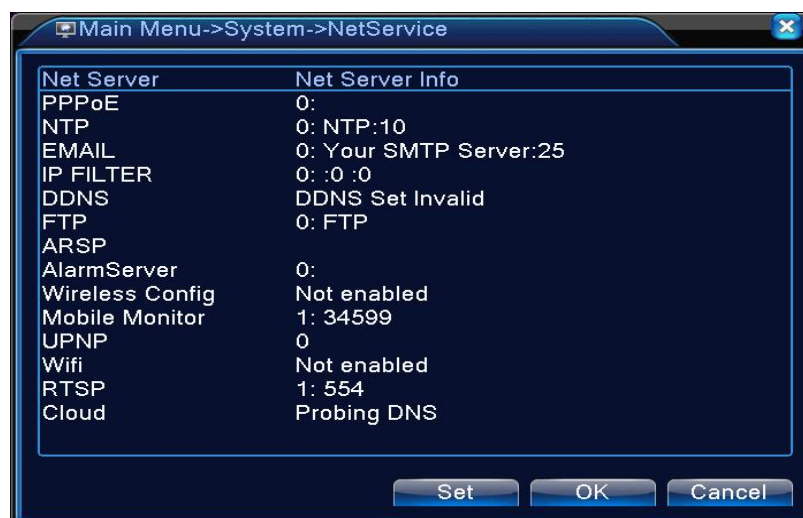 Main Menu->System->NetService
Net Server Net Server Info
PPPoE 0:
NTP 0: NTP:10
EMAIL 0: Your SMTP Server:25
IP FILTER 0: :0 :0
DDNS DDNS Set Invalid
FTP 0: FTP
ARSP
AlarmServer 0:
Wireless Config Not enabled
Mobile Monitor 1: 34599
UPNP 0
Wifi Not enabled
RTSP 1: 554
Cloud Probing DNS
Set OK Cancel